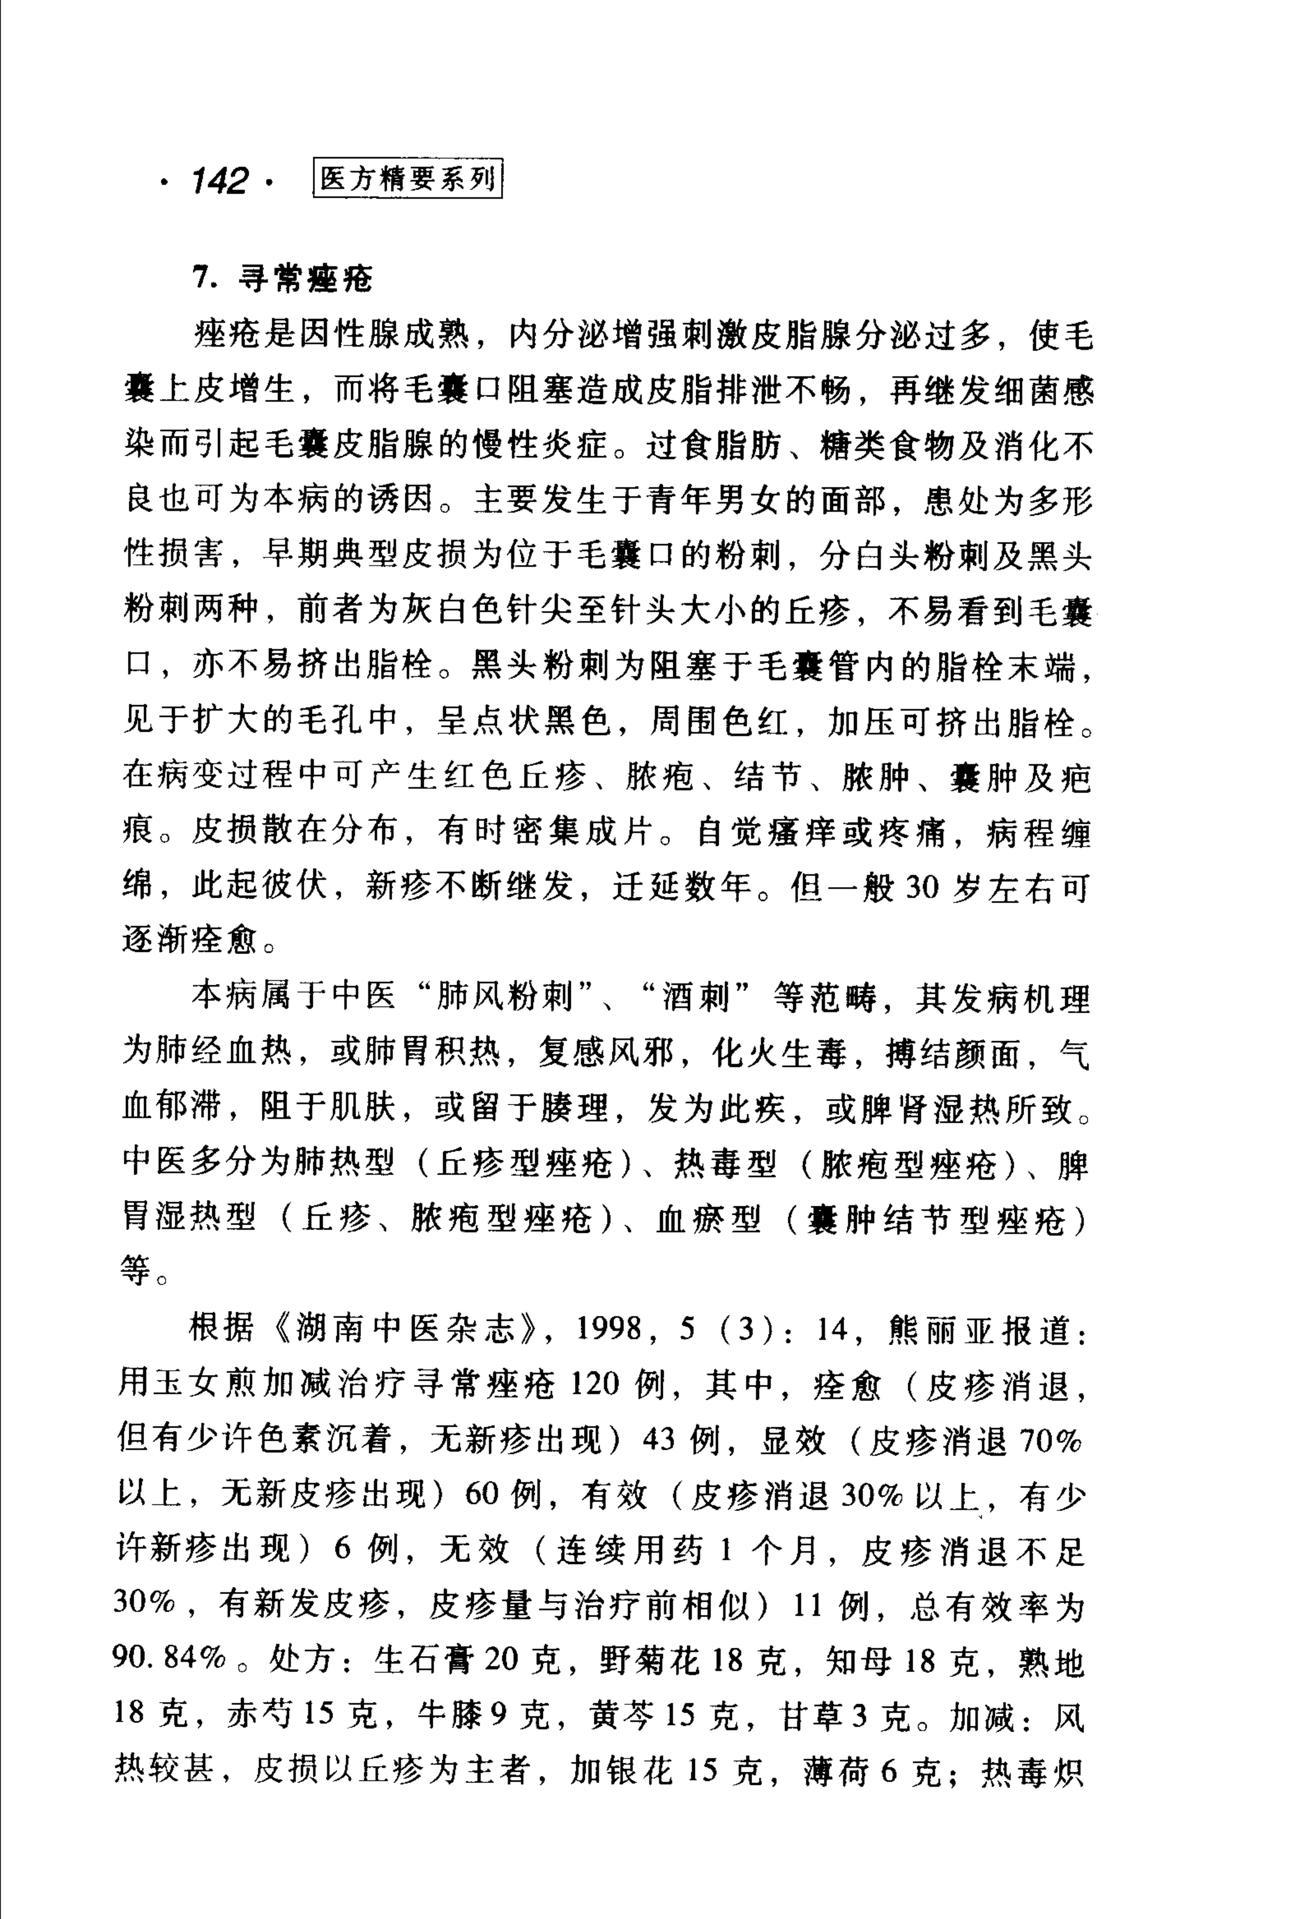 ·142· 医方精要系列
7. 寻常痤疮
痤疮是因性腺成熟，内分泌增强刺激皮脂腺分泌过多，使毛
囊上皮增生，而将毛囊口阻塞造成皮脂排泄不畅，再继发细菌感
染而引起毛囊皮脂腺的慢性炎症。过食脂肪、糖类食物及消化不
良也可为本病的诱因。主要发生于青年男女的面部，患处为多形
性损害，早期典型皮损为位于毛囊口的粉刺，分白头粉刺及黑头
粉刺两种，前者为灰白色针尖至针头大小的丘疹，不易看到毛囊
口，亦不易挤出脂栓。黑头粉刺为阻塞于毛囊管内的脂栓末端，
见于扩大的毛孔中，呈点状黑色，周围色红，加压可挤出脂栓。
在病变过程中可产生红色丘疹、脓疱、结节、脓肿、囊肿及疤
痕。皮损散在分布，有时密集成片。自觉瘙痒或疼痛，病程缠
绵，此起彼伏，新疹不断继发，迁延数年。但一般 30 岁左右可
逐渐痊愈。
本病属于中医“肺风粉刺”、“酒刺”等范畴，其发病机理
为肺经血热，或肺胃积热，复感风邪，化火生毒，搏结颜面，气
血郁滞，阻于肌肤，或留于腠理，发为此疾，或脾肾湿热所致。
中医多分为肺热型（丘疹型痤疮）、热毒型（脓疱型痤疮）、脾
胃湿热型（丘疹、脓疱型痤疮）、血瘀型（囊肿结节型痤疮）
等。
根据《湖南中医杂志》，1998，5（3）：14，熊丽亚报道：
用玉女煎加减治疗寻常痤疮 120 例，其中，痊愈（皮疹消退，
但有少许色素沉着，无新疹出现）43 例，显效（皮疹消退 70%
以上，无新皮疹出现）60 例，有效（皮疹消退 30% 以上，有少
许新疹出现）6 例，无效（连续用药 1 个月，皮疹消退不足
30%，有新发皮疹，皮疹量与治疗前相似）11 例，总有效率为
90.84%。处方：生石膏 20 克，野菊花 18 克，知母 18 克，熟地
18 克，赤芍 15 克，牛膝 9 克，黄芩 15 克，甘草 3 克。加减：风
热较甚，皮损以丘疹为主者，加银花 15 克，薄荷 6 克；热毒炽